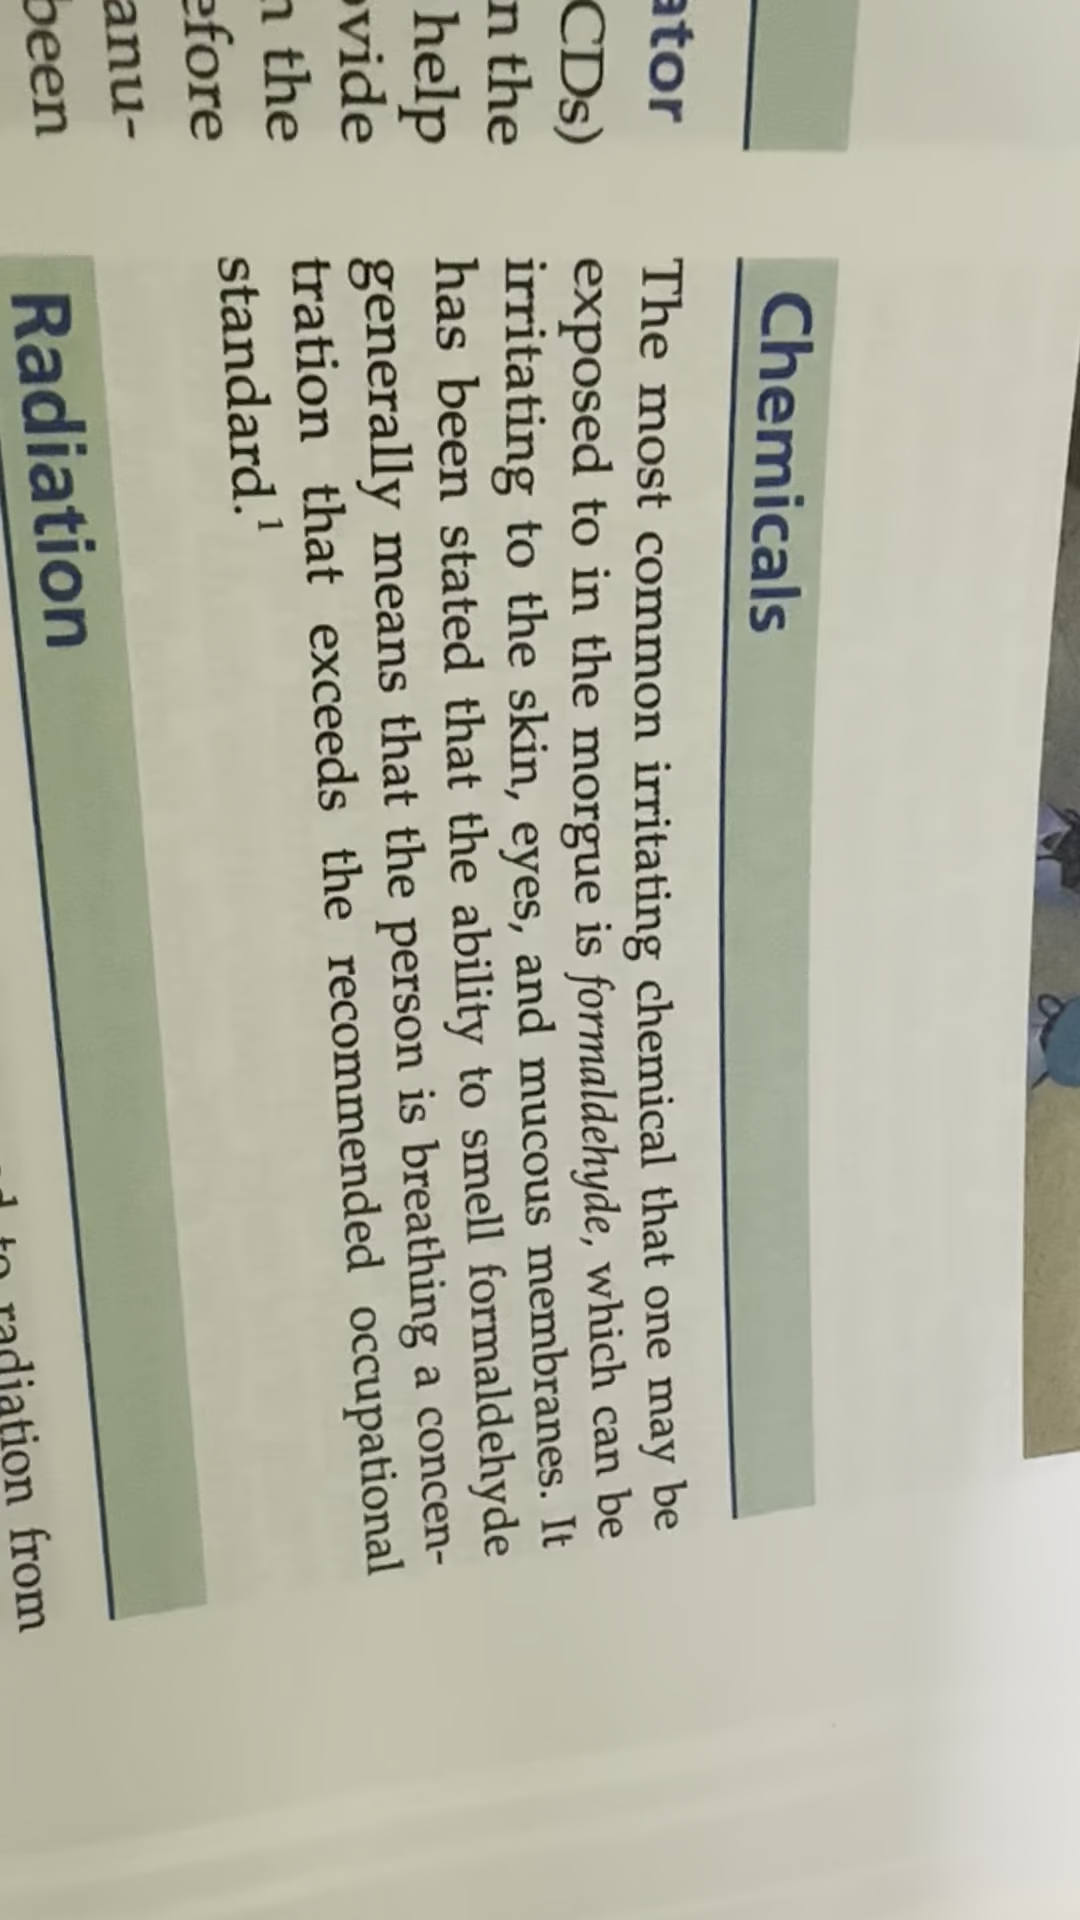 ator
CDs)
n the
help
vide
n the
efore
anu-
been
Chemicals
The most common irritating chemical that one may be
exposed to in the morgue is formaldehyde, which can be
irritating to the skin, eyes, and mucous membranes. It
has been stated that the ability to smell formaldehyde
generally means that the person is breathing a concen-
tration that exceeds the recommended occupational
standard.¹
Radiation
to radiation from